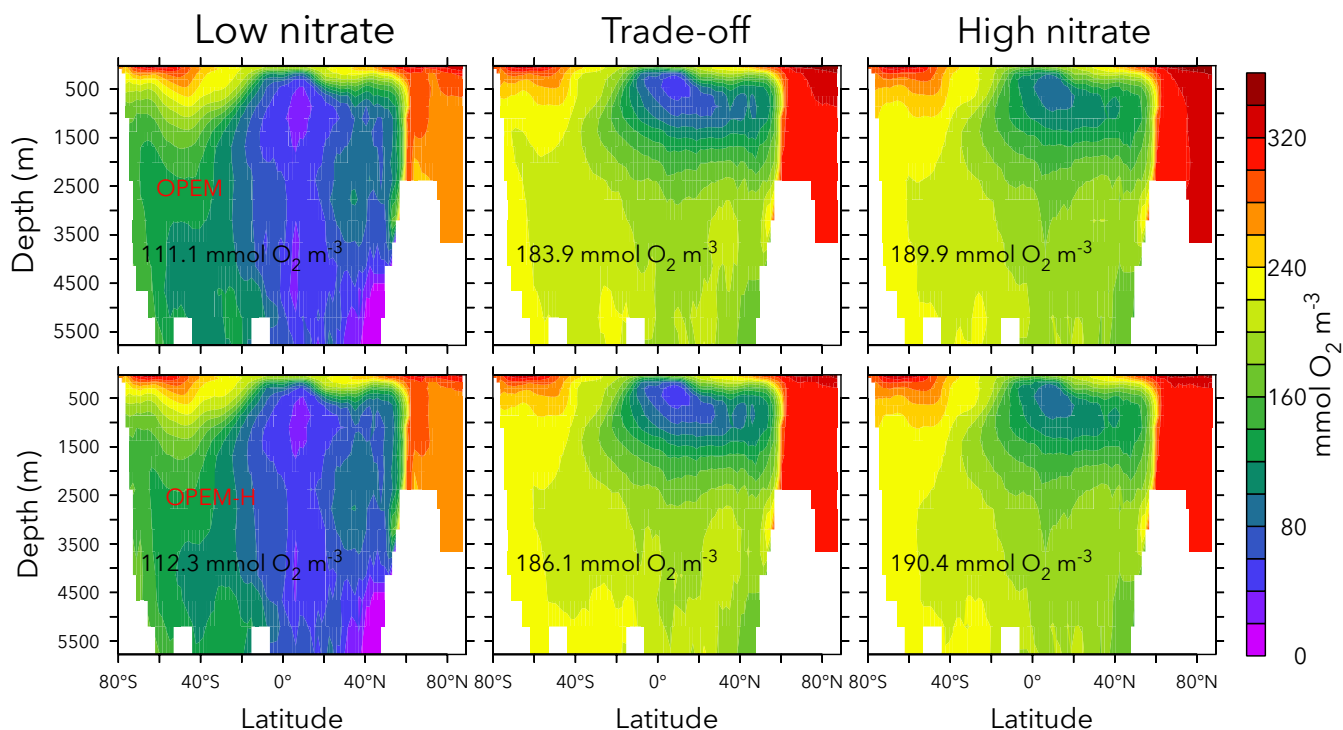 Low nitrate Trade-off High nitrate
Depth (m)
500
1500
2500
3500
4500
5500
OPEM
111.1 mmol O₂ m⁻³
183.9 mmol O₂ m⁻³
189.9 mmol O₂ m⁻³
Depth (m)
500
1500
2500
3500
4500
5500
OPEM-H
112.3 mmol O₂ m⁻³
186.1 mmol O₂ m⁻³
190.4 mmol O₂ m⁻³
80°S 40°S 0° 40°N 80°N
80°S 40°S 0° 40°N 80°N
80°S 40°S 0° 40°N 80°N
Latitude Latitude Latitude
320
240
160
80
0
mmol O₂ m⁻³